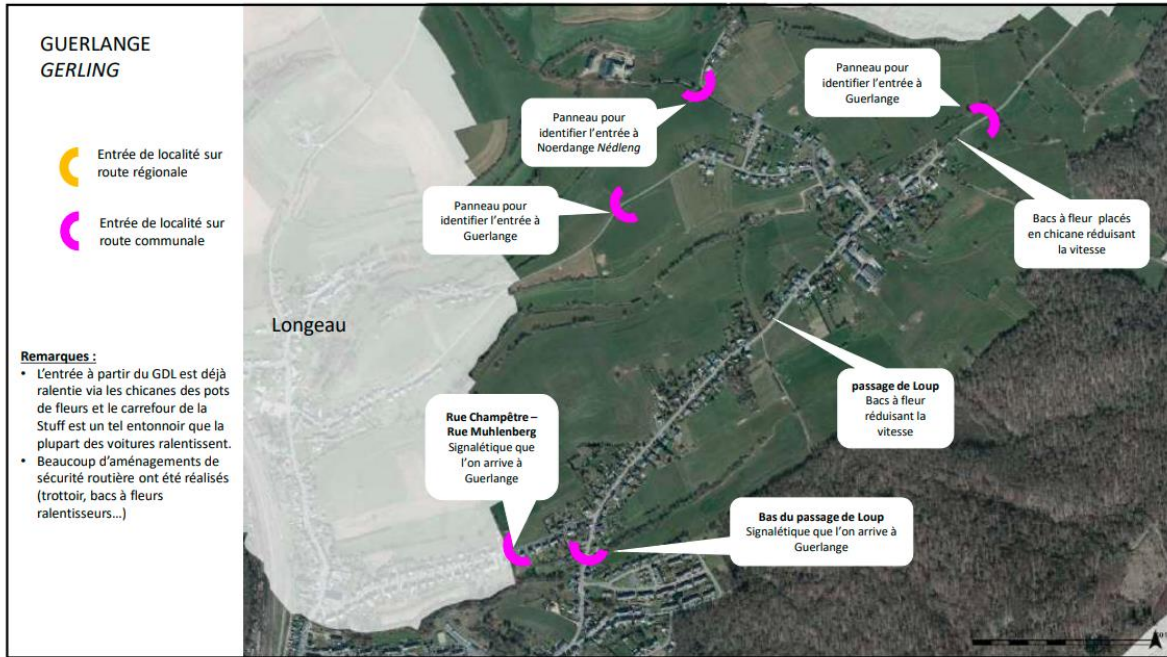 GUERLANGE
GERLING
Entrée de localité sur
route régionale
Entrée de localité sur
route communale
Remarques :
• L’entrée à partir du GDL est déjà
ralentie via les chicanes des pots
de fleurs et le carrefour de la
Stuff est un tel entonnoir que la
plupart des voitures ralentissent.
• Beaucoup d’aménagements de
sécurité routière ont été réalisés
(trottoir, bacs à fleurs
ralentisseurs…)
Panneau pour
identifier l’entrée à
Guerlange
Panneau pour
identifier l’entrée à
Noerdange Nédleng
Panneau pour
identifier l’entrée à
Guerlange
Bacs à fleur placés
en chicane réduisant
la vitesse
Longeau
passage de Loup
Bacs à fleur
réduisant la
vitesse
Rue Champêtre –
Rue Muhlenberg
Signalétique que
l’on arrive à
Guerlange
Bas du passage de Loup
Signalétique que l’on arrive à
Guerlange